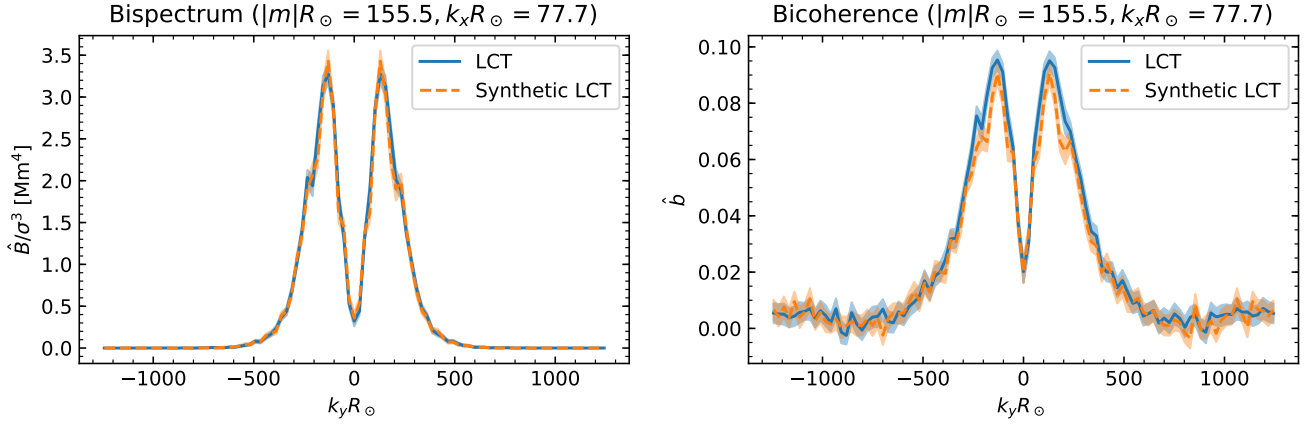 Bispectrum (|m|R☉ = 155.5, kₓR☉ = 77.7)
3.5
3.0
2.5
2.0
1.5
1.0
0.5
0.0
B̂/σ³ [Mm⁴]
LCT
Synthetic LCT
−1000
−500
0
500
1000
k_yR☉
Bicoherence (|m|R☉ = 155.5, kₓR☉ = 77.7)
0.10
0.08
0.06
0.04
0.02
0.00
b̂
LCT
Synthetic LCT
−1000
−500
0
500
1000
k_yR☉